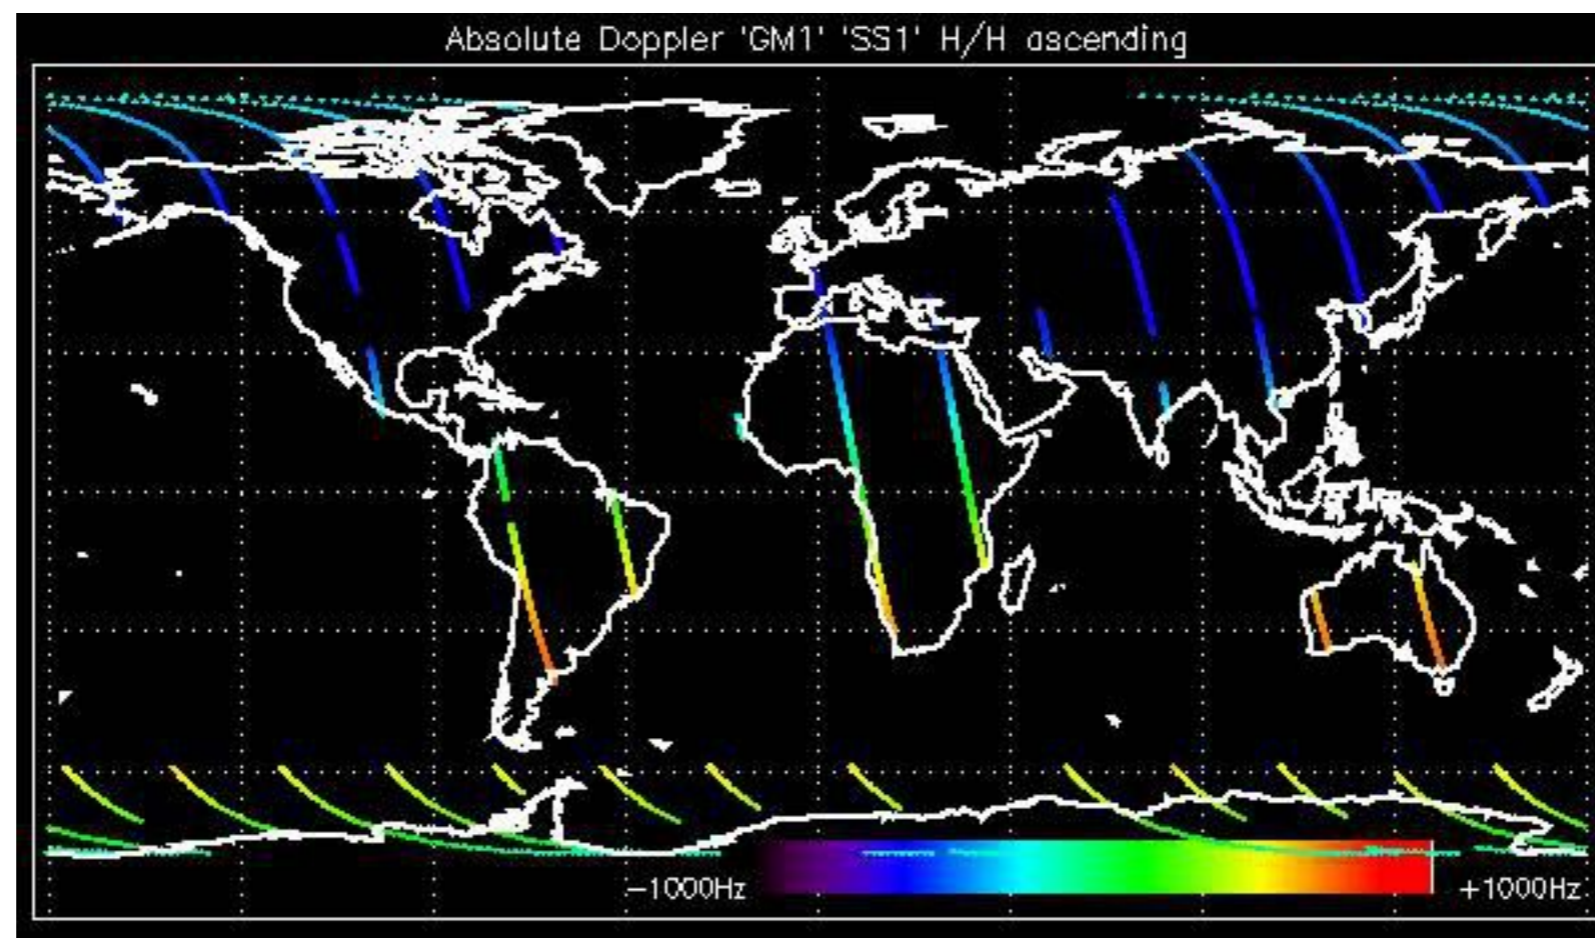 Absolute Doppler 'GM1' 'SS1' H/H ascending
−1000Hz
+1000Hz